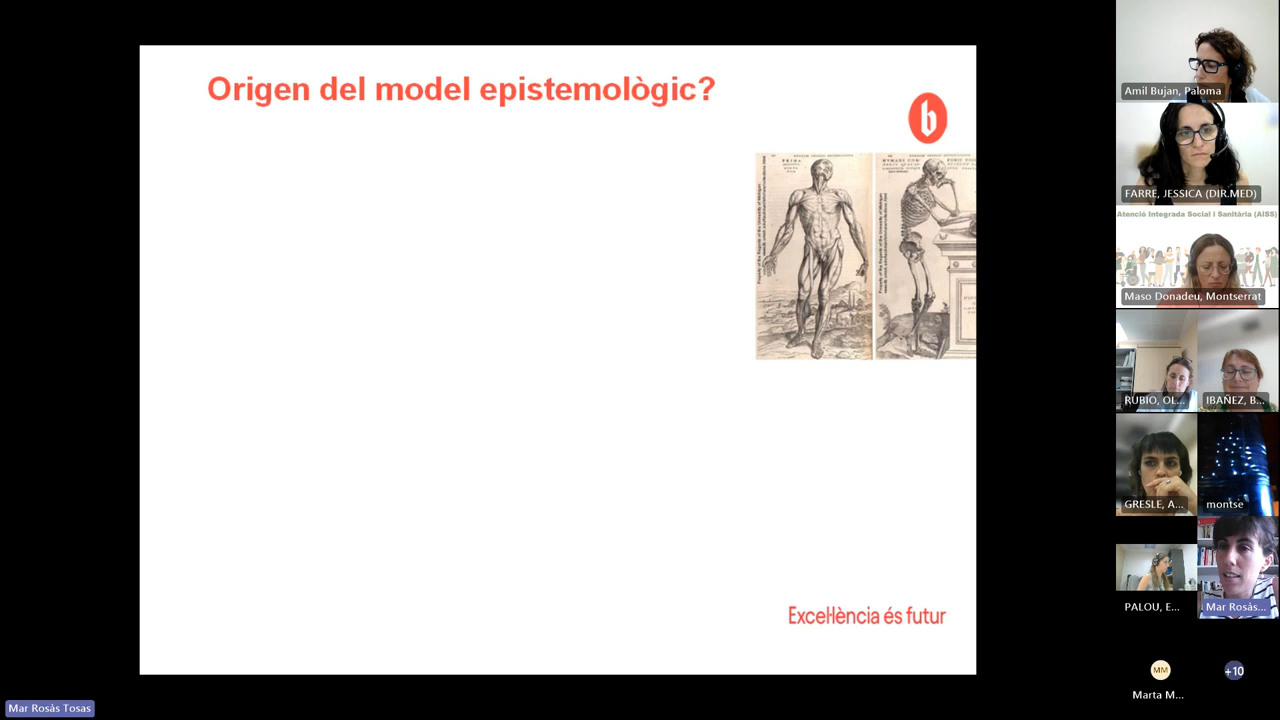 Origen del model epistemològic?
b
PRIMA
Excel·lència és futur
Amil Bujan, Paloma
FARRE, JESSICA (DIR.MED)
Atenció Integrada Social i Sanitària (AISS)
Maso Donadeu, Montserrat
RUBIO, OL...
IBAÑEZ, B...
GRESLE, A...
montse
PALOU, E...
Mar Rosàs...
MM
+10
Marta M...
Mar Rosàs Tosas